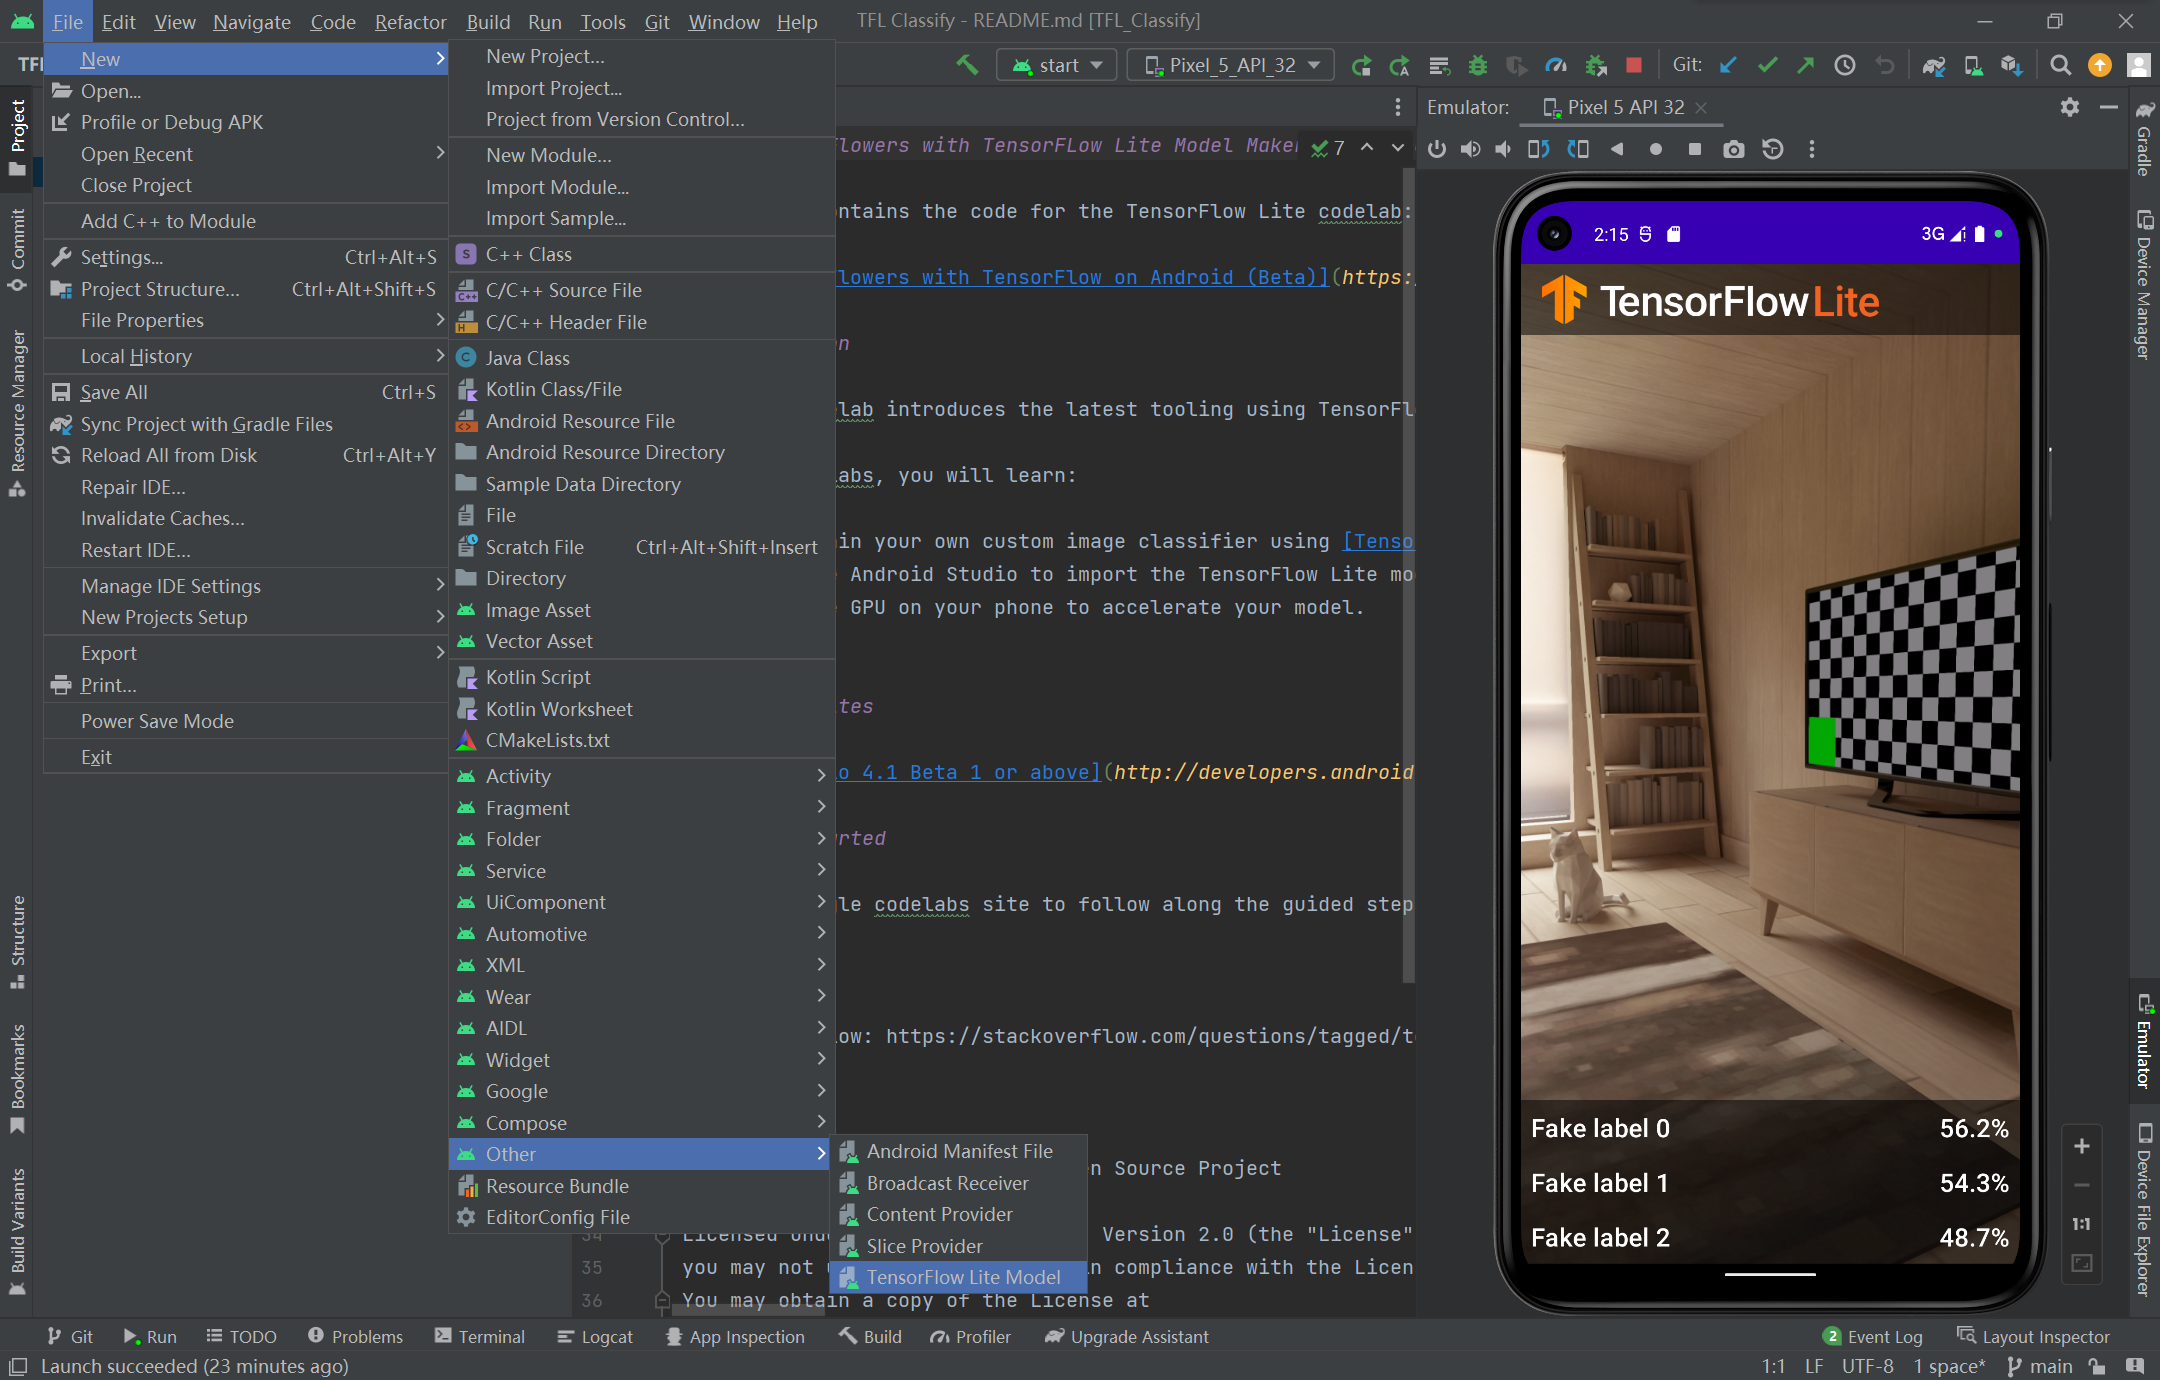 File Edit View Navigate Code Refactor Build Run Tools Git Window Help TFL Classify - README.md [TFL_Classify]
TFL
start Pixel_5_API_32 Git:
New
Open...
Profile or Debug APK
Open Recent
Close Project
Add C++ to Module
Settings... Ctrl+Alt+S
Project Structure... Ctrl+Alt+Shift+S
File Properties
Local History
Save All Ctrl+S
Sync Project with Gradle Files
Reload All from Disk Ctrl+Alt+Y
Repair IDE...
Invalidate Caches...
Restart IDE...
Manage IDE Settings
New Projects Setup
Export
Print...
Power Save Mode
Exit
New Project...
Import Project...
Project from Version Control...
New Module...
Import Module...
Import Sample...
C++ Class
C/C++ Source File
C/C++ Header File
Java Class
Kotlin Class/File
Android Resource File
Android Resource Directory
Sample Data Directory
File
Scratch File Ctrl+Alt+Shift+Insert
Directory
Image Asset
Vector Asset
Kotlin Script
Kotlin Worksheet
CMakeLists.txt
Activity
Fragment
Folder
Service
UiComponent
Automotive
XML
Wear
AIDL
Widget
Google
Compose
Other
Resource Bundle
EditorConfig File
Android Manifest File
Broadcast Receiver
Content Provider
Slice Provider
TensorFlow Lite Model
lowers with TensorFLow Lite Model Maker 7
ntains the code for the TensorFlow Lite codelab:
lowers with TensorFlow on Android (Beta)](https:
n
lab introduces the latest tooling using TensorFl
abs, you will learn:
in your own custom image classifier using [Tenso
Android Studio to import the TensorFlow Lite mo
GPU on your phone to accelerate your model.
tes
o 4.1 Beta 1 or above](http://developers.android
rted
le codelabs site to follow along the guided step
ow: https://stackoverflow.com/questions/tagged/t
n Source Project
34 Licensed und Version 2.0 (the "License"
35 you may not n compliance with the Licen
36 You may obtain a copy of the License at
Emulator: Pixel 5 API 32
2:15 3G
TensorFlow Lite
Fake label 0 56.2%
Fake label 1 54.3%
Fake label 2 48.7%
1:1
Project
Commit
Resource Manager
Structure
Bookmarks
Build Variants
Gradle
Device Manager
Emulator
Device File Explorer
Git Run TODO Problems Terminal Logcat App Inspection Build Profiler Upgrade Assistant 2 Event Log Layout Inspector
Launch succeeded (23 minutes ago) 1:1 LF UTF-8 1 space* main